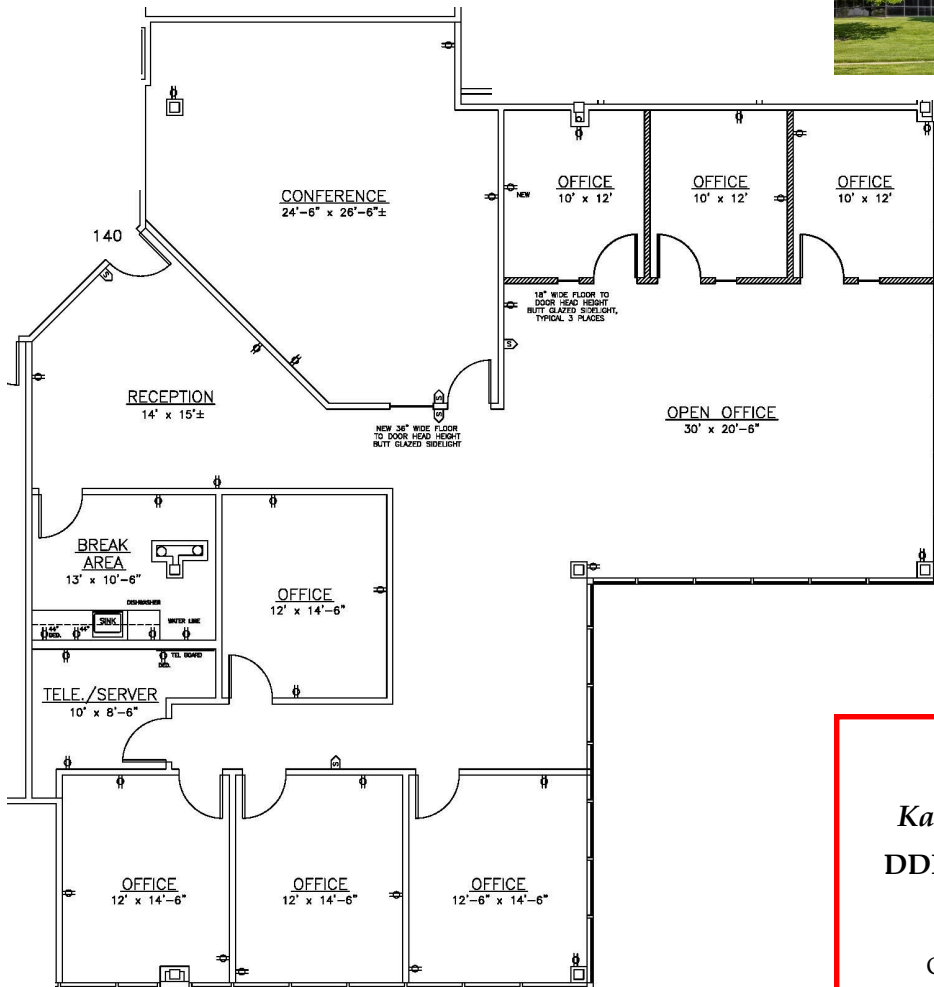 CONFERENCE
24'-6" x 26'-6"±
OFFICE
10' x 12'
OFFICE
10' x 12'
OFFICE
10' x 12'
NEW
140
S
18" WIDE FLOOR TO
DOOR HEAD HEIGHT
BUTT GLAZED SIDELIGHT,
TYPICAL 3 PLACES
S
RECEPTION
14' x 15'±
S
S
NEW 36" WIDE FLOOR
TO DOOR HEAD HEIGHT
BUTT GLAZED SIDELIGHT
OPEN OFFICE
30' x 20'-6"
BREAK
AREA
13' x 10'-6"
OFFICE
12' x 14'-6"
DISHWASHER
SINK
WATER LINE
44"
DED.
44"
TEL BOARD
DED.
TELE./SERVER
10' x 8'-6"
S
OFFICE
12' x 14'-6"
OFFICE
12' x 14'-6"
OFFICE
12'-6" x 14'-6"
Ka